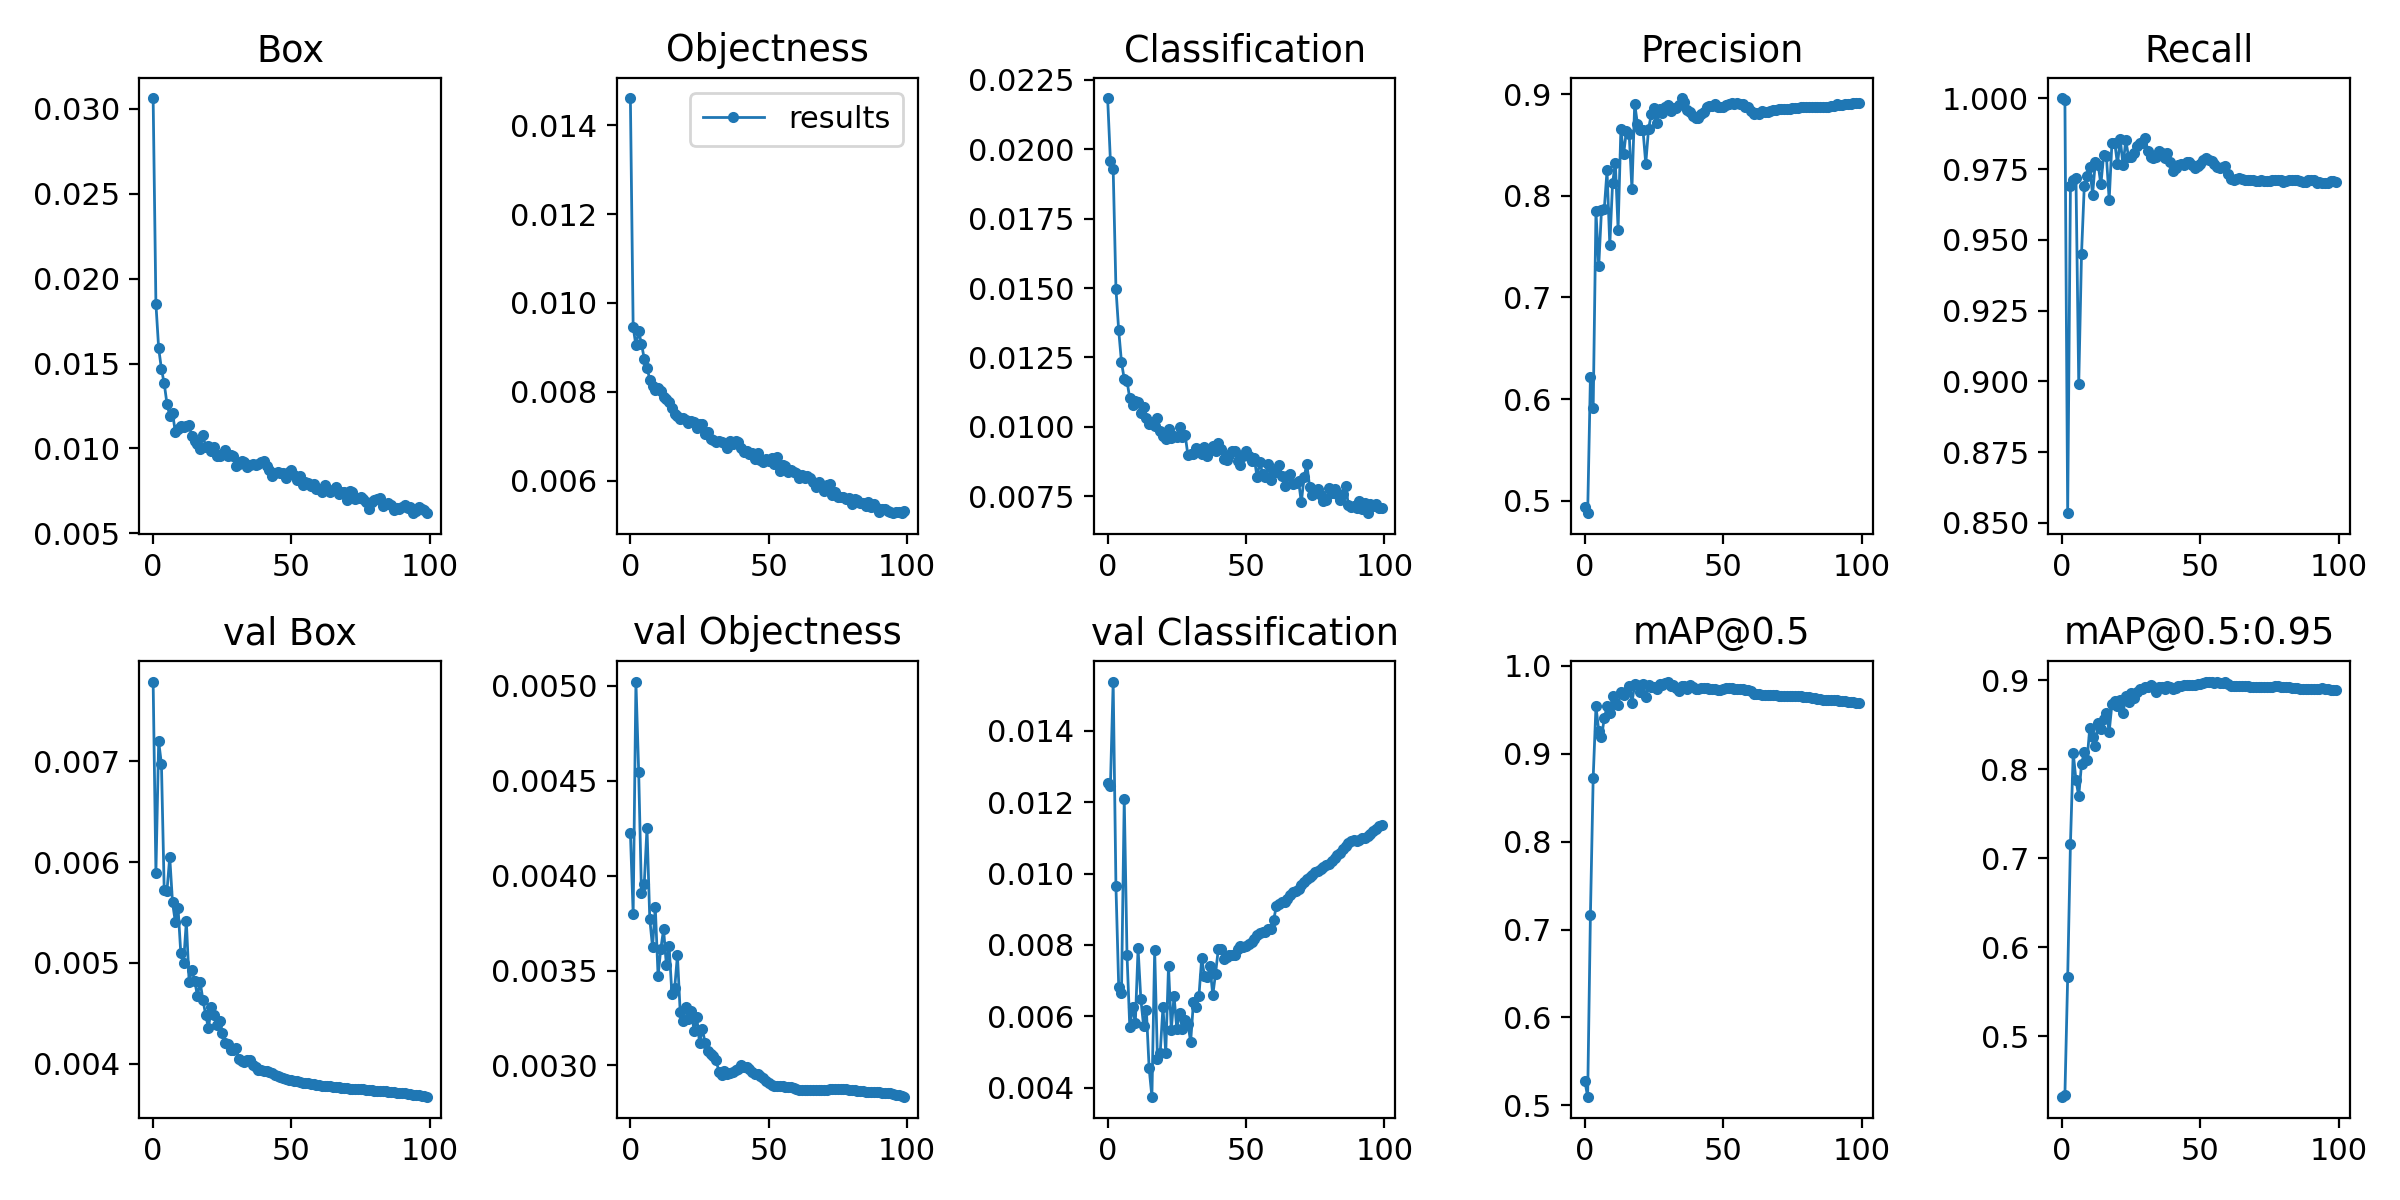 Box
0.030
0.025
0.020
0.015
0.010
0.005
0 50 100
Objectness
results
0.014
0.012
0.010
0.008
0.006
0 50 100
Classification
0.0225
0.0200
0.0175
0.0150
0.0125
0.0100
0.0075
0 50 100
Precision
0.9
0.8
0.7
0.6
0.5
0 50 100
Recall
1.000
0.975
0.950
0.925
0.900
0.875
0.850
0 50 100
val Box
0.007
0.006
0.005
0.004
0 50 100
val Objectness
0.0050
0.0045
0.0040
0.0035
0.0030
0 50 100
val Classification
0.014
0.012
0.010
0.008
0.006
0.004
0 50 100
mAP@0.5
1.0
0.9
0.8
0.7
0.6
0.5
0 50 100
mAP@0.5:0.95
0.9
0.8
0.7
0.6
0.5
0 50 100